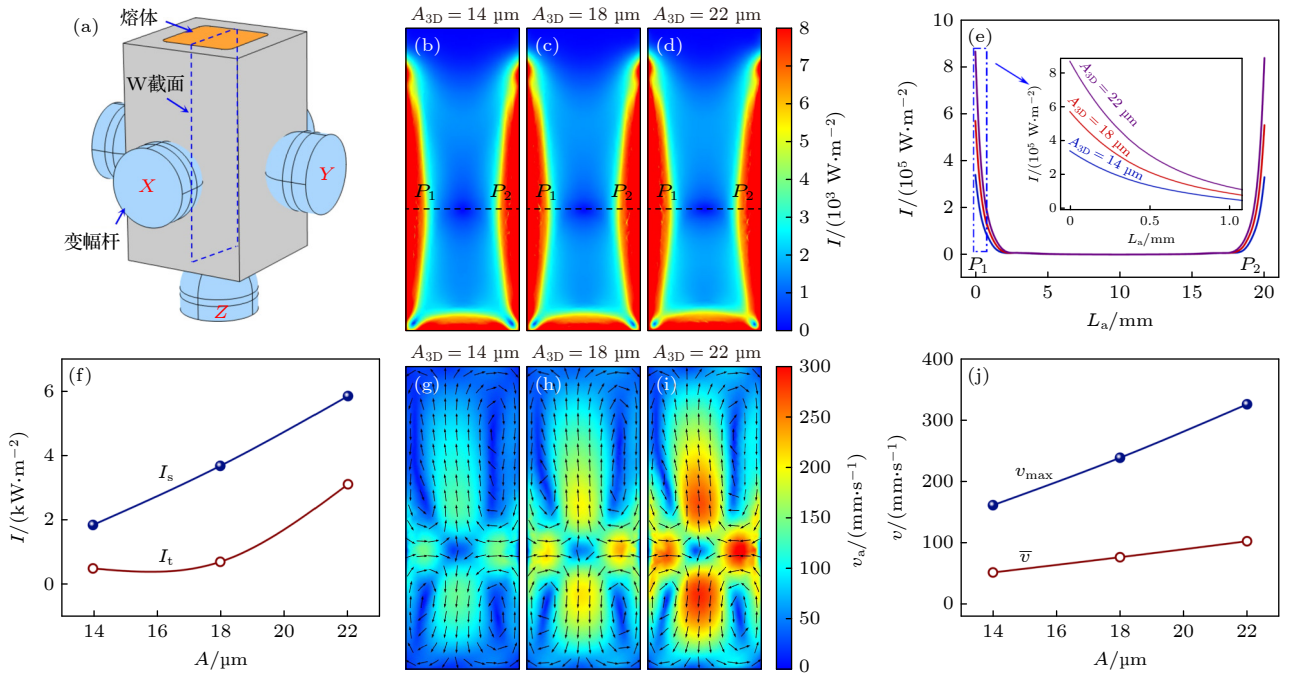 (a)
熔体
W截面
X
Y
Z
变幅杆
A3D = 14 µm
A3D = 18 µm
A3D = 22 µm
(b)
(c)
(d)
P1
P2
P1
P2
P1
P2
8
7
6
5
4
3
2
1
0
I/(10³ W·m⁻²)
(e)
10
8
6
4
2
0
I/(10⁵ W·m⁻²)
P1
P2
0
5
10
15
20
La/mm
8
6
4
2
0
I/(10⁵ W·m⁻²)
A3D = 22 µm
A3D = 18 µm
A3D = 14 µm
0
0.5
1.0
La/mm
(f)
6
4
2
0
I/(kW·m⁻²)
Is
It
14
16
18
20
22
A/µm
A3D = 14 µm
A3D = 18 µm
A3D = 22 µm
(g)
(h)
(i)
300
250
200
150
100
50
0
va/(mm·s⁻¹)
(j)
400
300
200
100
0
v/(mm·s⁻¹)
vmax
v̅
14
16
18
20
22
A/µm